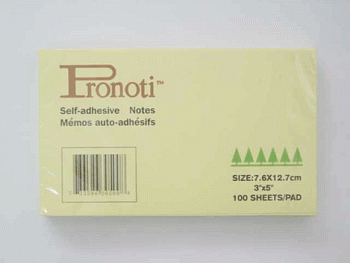 Pronoti™
Self-adhesive Notes
Mémos auto-adhésifs
SIZE:7.6X12.7cm
3"x5"
100 SHEETS/PAD